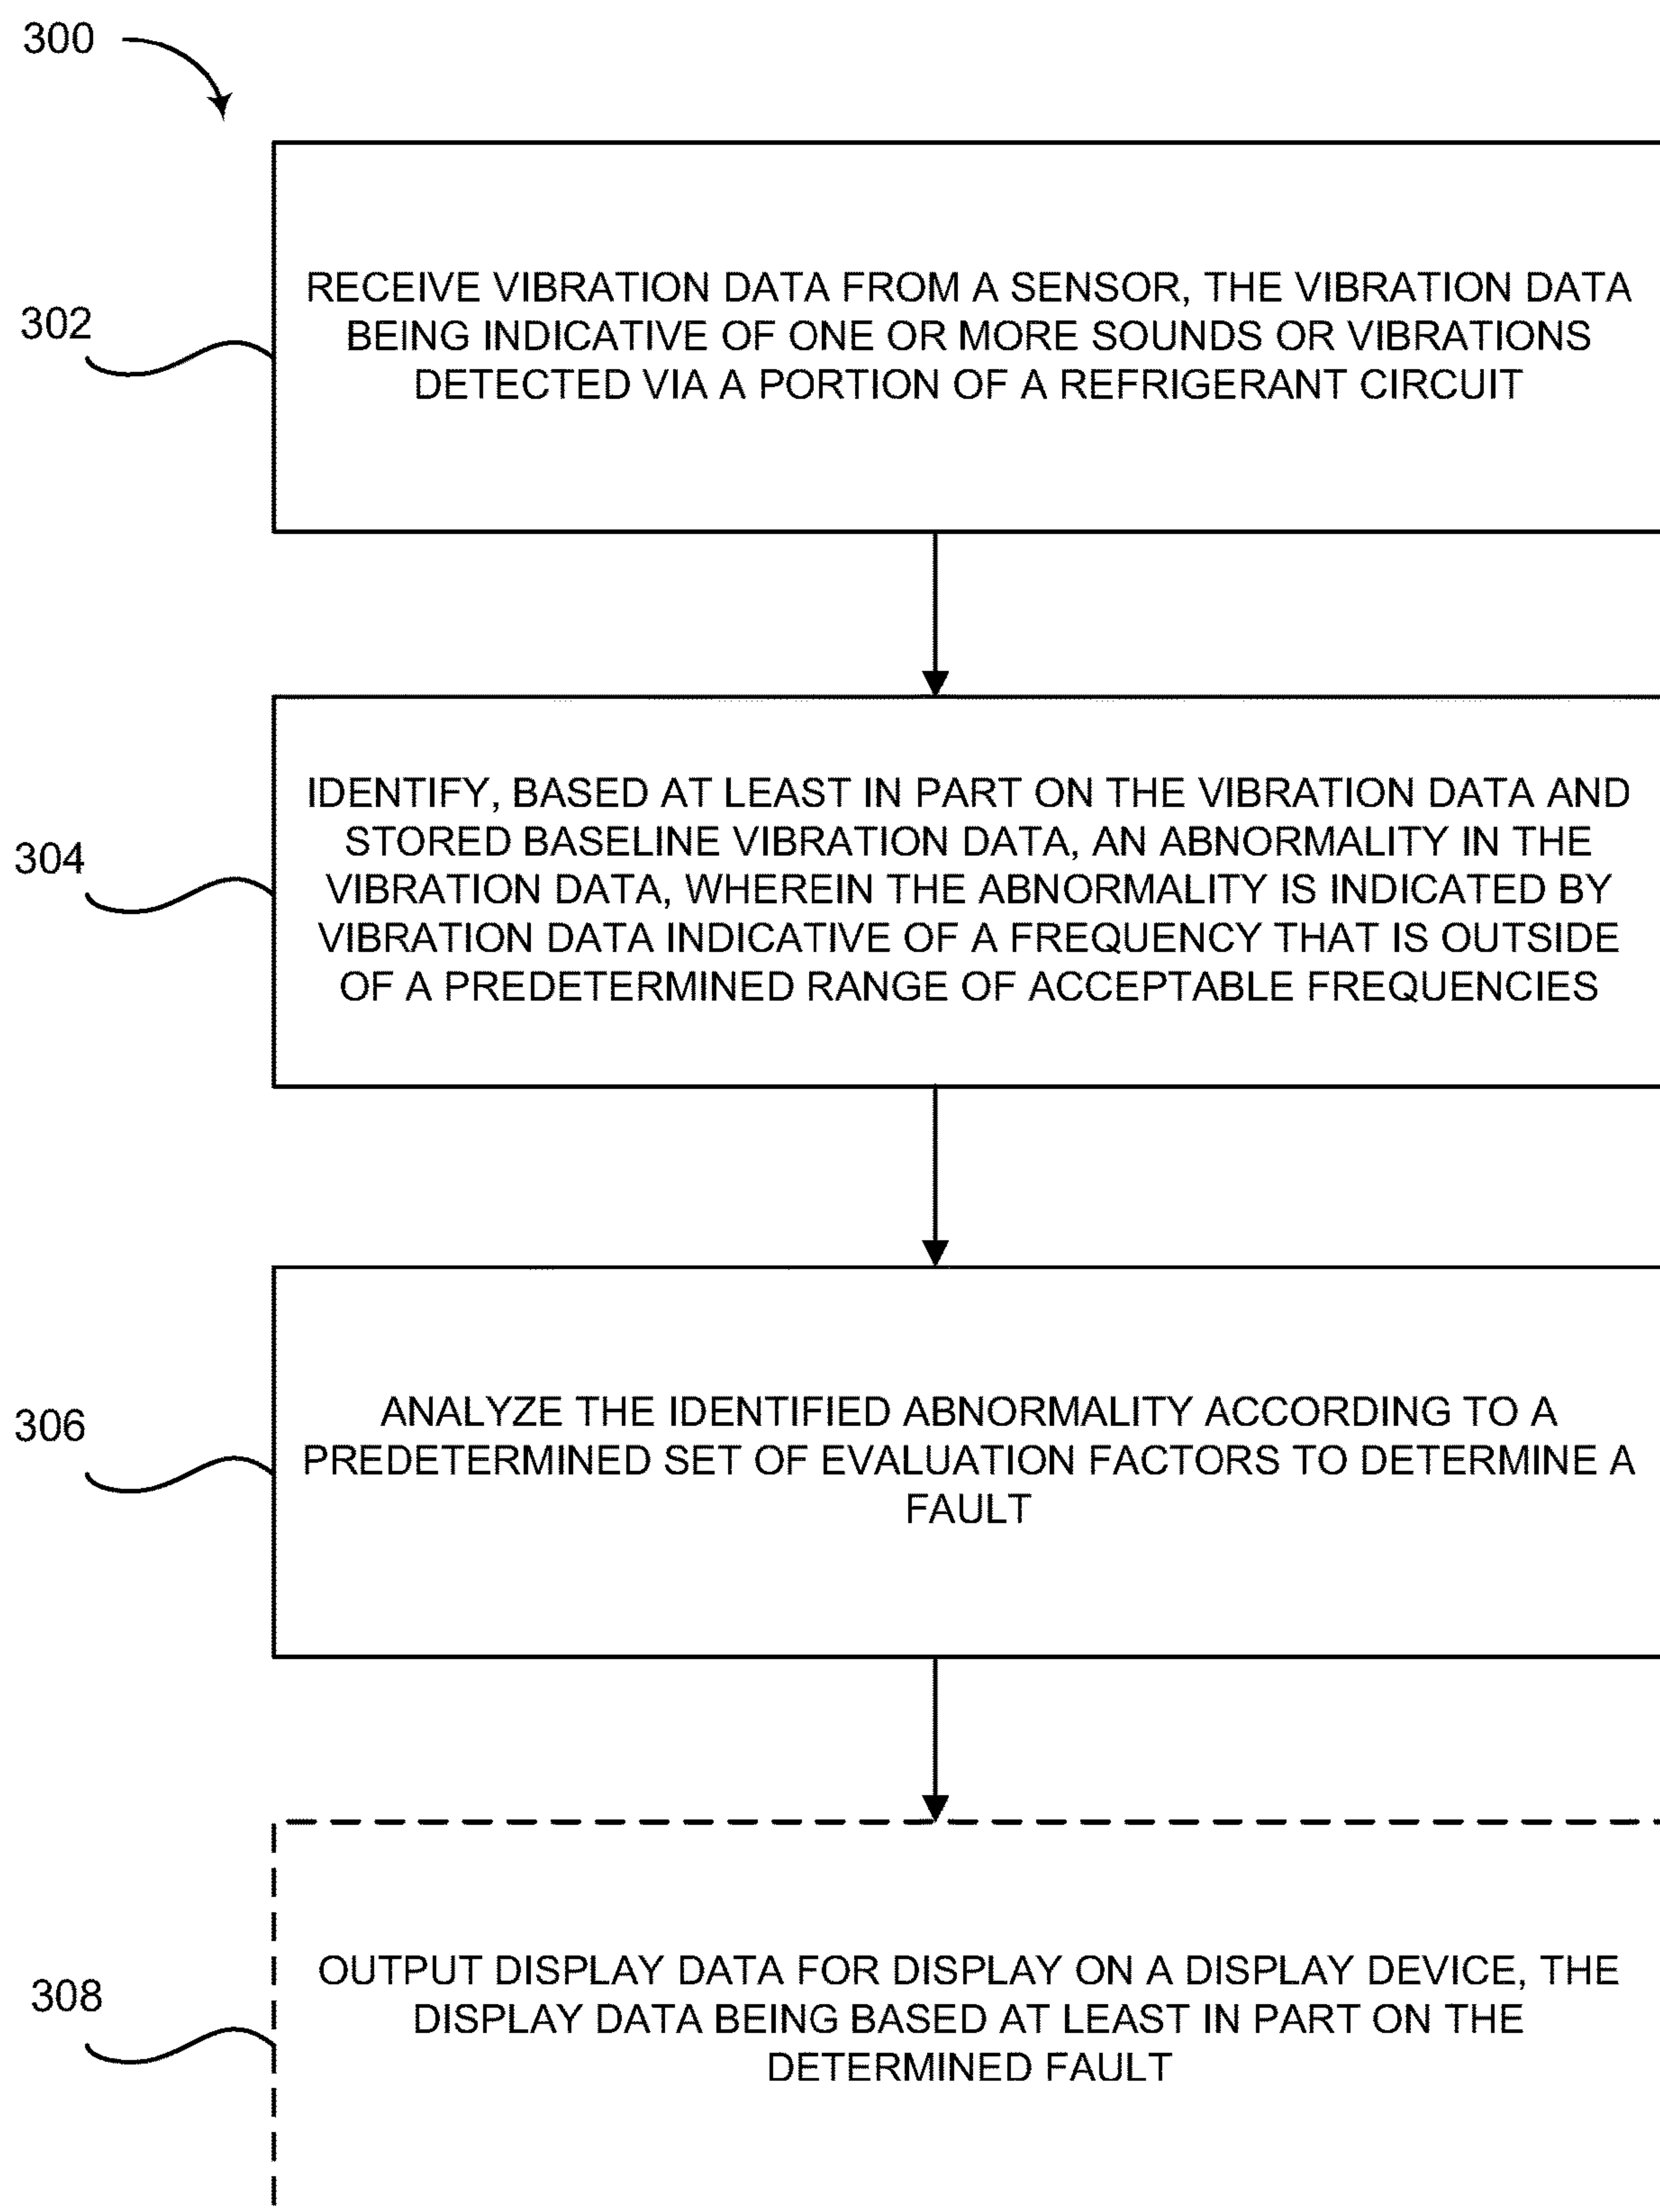 300
302
RECEIVE VIBRATION DATA FROM A SENSOR, THE VIBRATION DATA
BEING INDICATIVE OF ONE OR MORE SOUNDS OR VIBRATIONS
DETECTED VIA A PORTION OF A REFRIGERANT CIRCUIT
304
IDENTIFY, BASED AT LEAST IN PART ON THE VIBRATION DATA AND
STORED BASELINE VIBRATION DATA, AN ABNORMALITY IN THE
VIBRATION DATA, WHEREIN THE ABNORMALITY IS INDICATED BY
VIBRATION DATA INDICATIVE OF A FREQUENCY THAT IS OUTSIDE
OF A PREDETERMINED RANGE OF ACCEPTABLE FREQUENCIES
306
ANALYZE THE IDENTIFIED ABNORMALITY ACCORDING TO A
PREDETERMINED SET OF EVALUATION FACTORS TO DETERMINE A
FAULT
308
OUTPUT DISPLAY DATA FOR DISPLAY ON A DISPLAY DEVICE, THE
DISPLAY DATA BEING BASED AT LEAST IN PART ON THE
DETERMINED FAULT